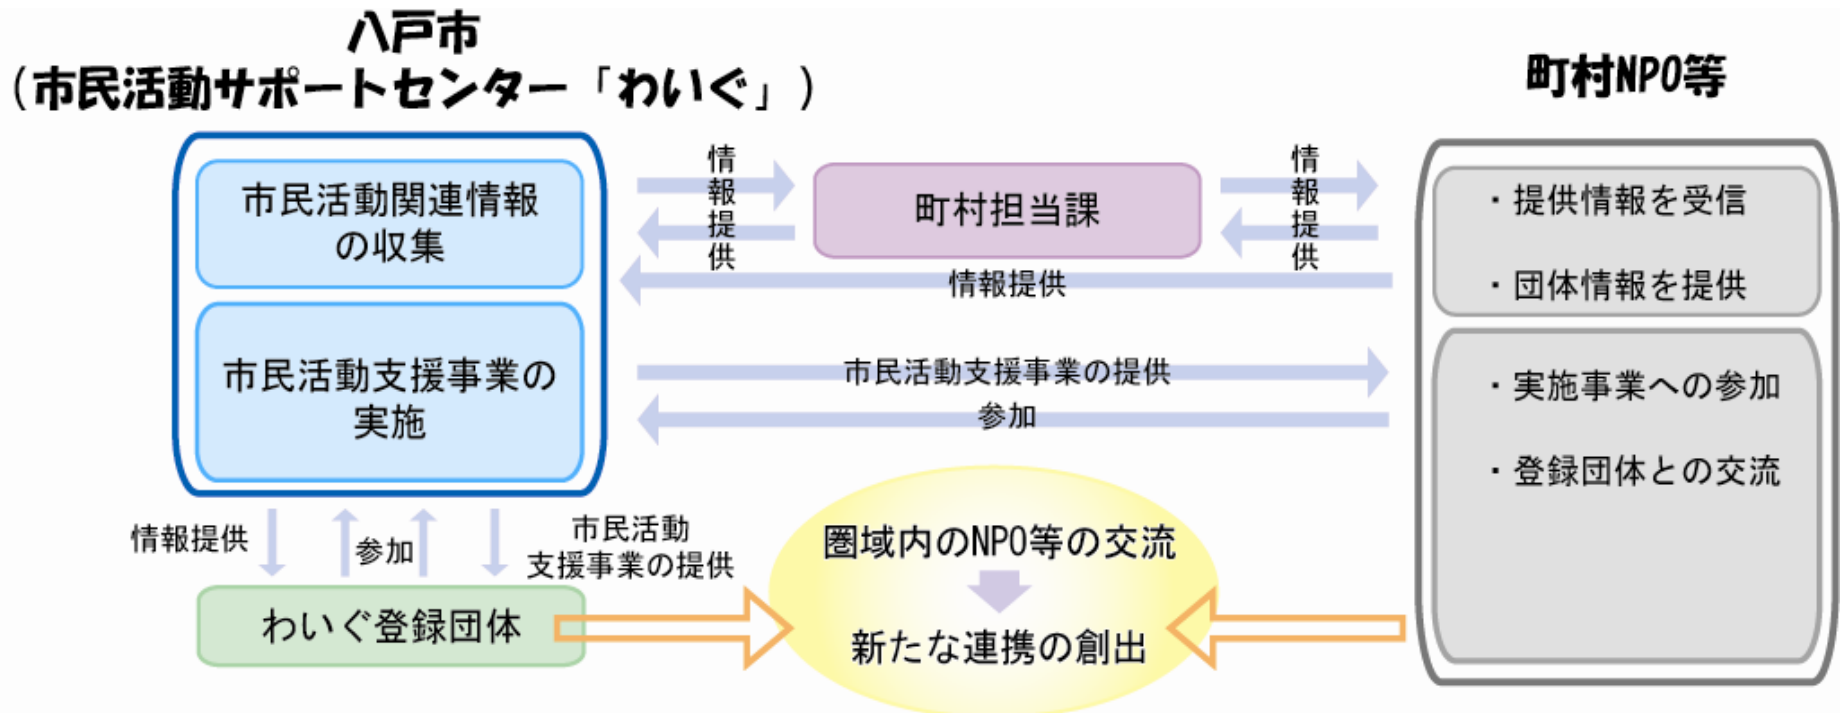 八戸市
（市民活動サポートセンター「わいぐ」）
町村NPO等
市民活動関連情報
の収集
市民活動支援事業の
実施
情報提供
町村担当課
情報提供
情報提供
・提供情報を受信
・団体情報を提供
市民活動支援事業の提供
参加
・実施事業への参加
・登録団体との交流
情報提供
参加
市民活動
支援事業の提供
わいぐ登録団体
圏域内のNPO等の交流
新たな連携の創出